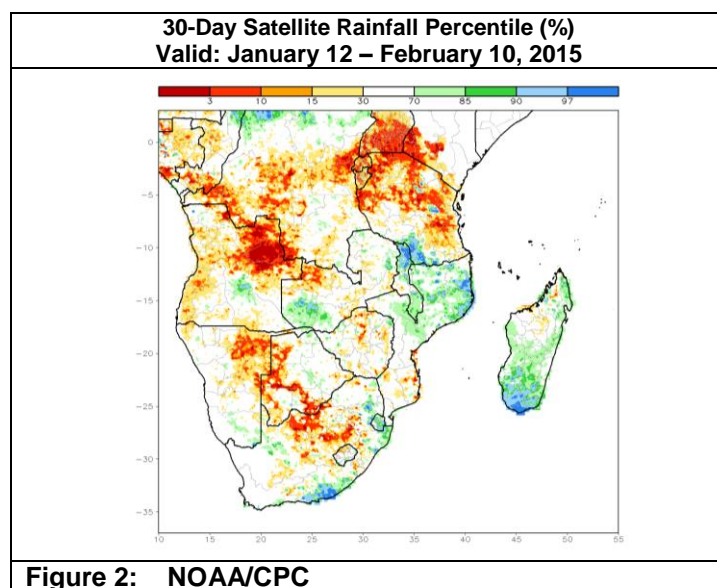 30-Day Satellite Rainfall Percentile (%)
Valid: January 12 – February 10, 2015
3 10 15 30 70 85 90 97
0
−5
−10
−15
−20
−25
−30
−35
10 15 20 25 30 35 40 45 50 55
Figure 2: NOAA/CPC